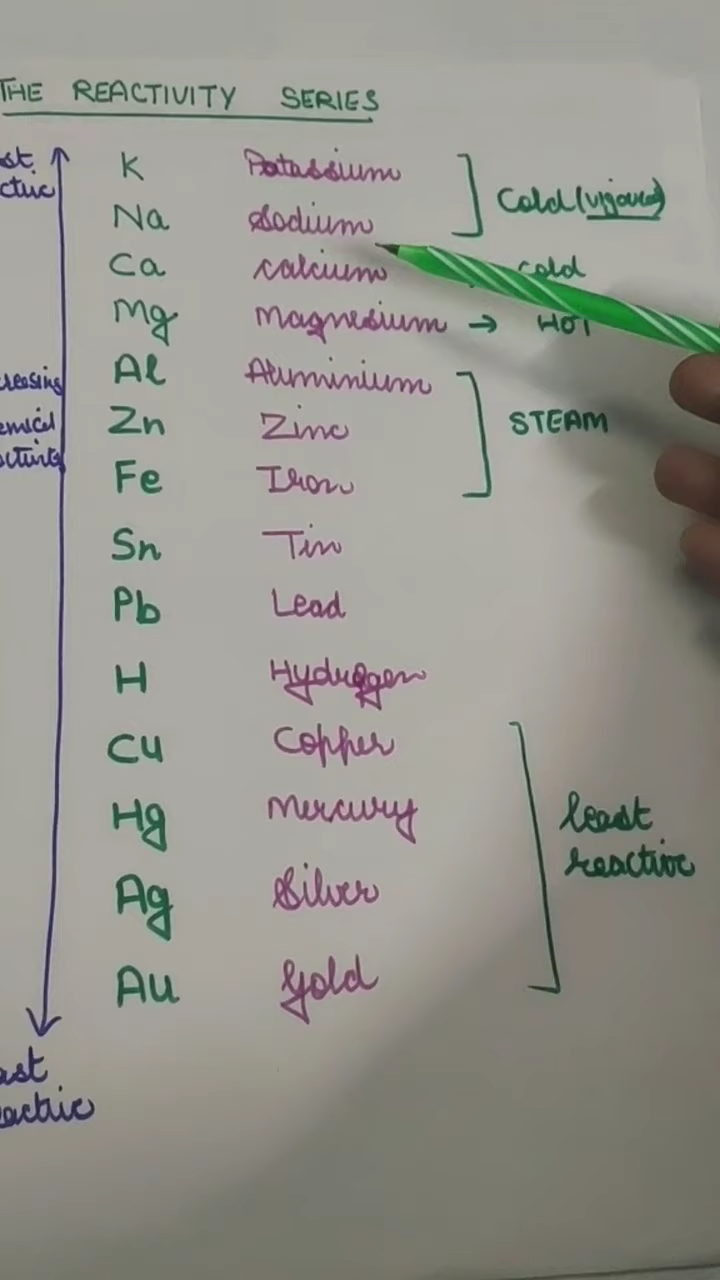 THE REACTIVITY SERIES
K Potassium
Cold (vigorous)
Na Sodium
Ca Calcium cold
Mg Magnesium → HOT
Al Aluminium
Zn Zinc STEAM
Fe Iron
Sn Tin
Pb Lead
H Hydrogen
Cu Copper
Hg Mercury
least
reactive
Ag Silver
Au Gold